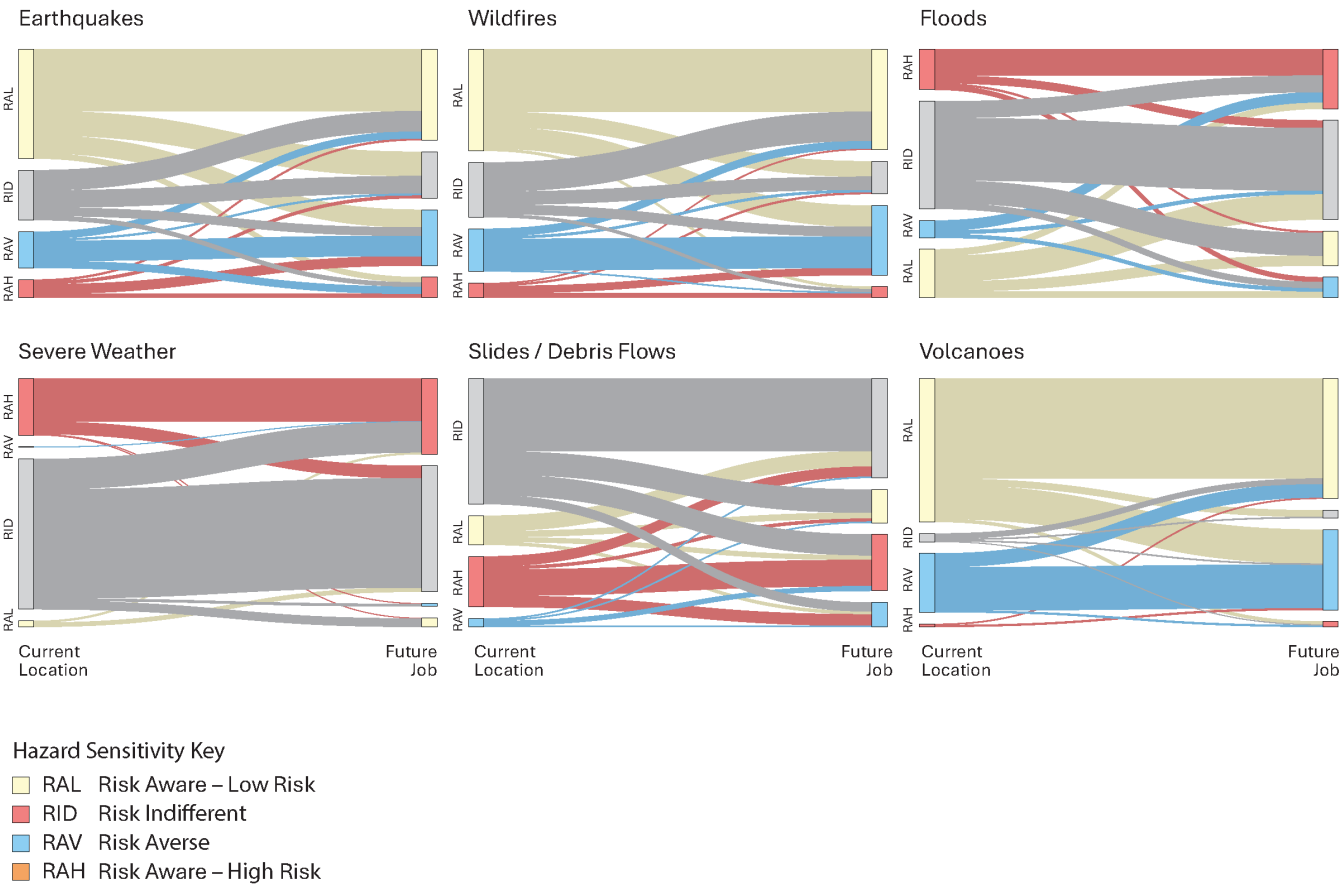 Earthquakes
Wildfires
Floods
RAL
RID
RAV
RAH
RAL
RID
RAV
RAH
RAH
RID
RAV
RAL
Severe Weather
Slides / Debris Flows
Volcanoes
RAH
RAV
RID
RAL
RID
RAL
RAH
RAV
RAL
RID
RAV
RAH
Current
Location
Future
Job
Current
Location
Future
Job
Current
Location
Future
Job
Hazard Sensitivity Key
RAL Risk Aware – Low Risk
RID Risk Indifferent
RAV Risk Averse
RAH Risk Aware – High Risk